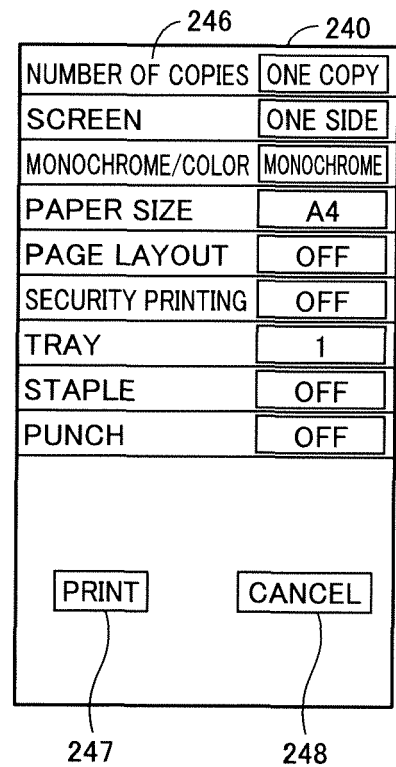 246 240
NUMBER OF COPIES ONE COPY
SCREEN ONE SIDE
MONOCHROME/COLOR MONOCHROME
PAPER SIZE A4
PAGE LAYOUT OFF
SECURITY PRINTING OFF
TRAY 1
STAPLE OFF
PUNCH OFF
PRINT CANCEL
247 248